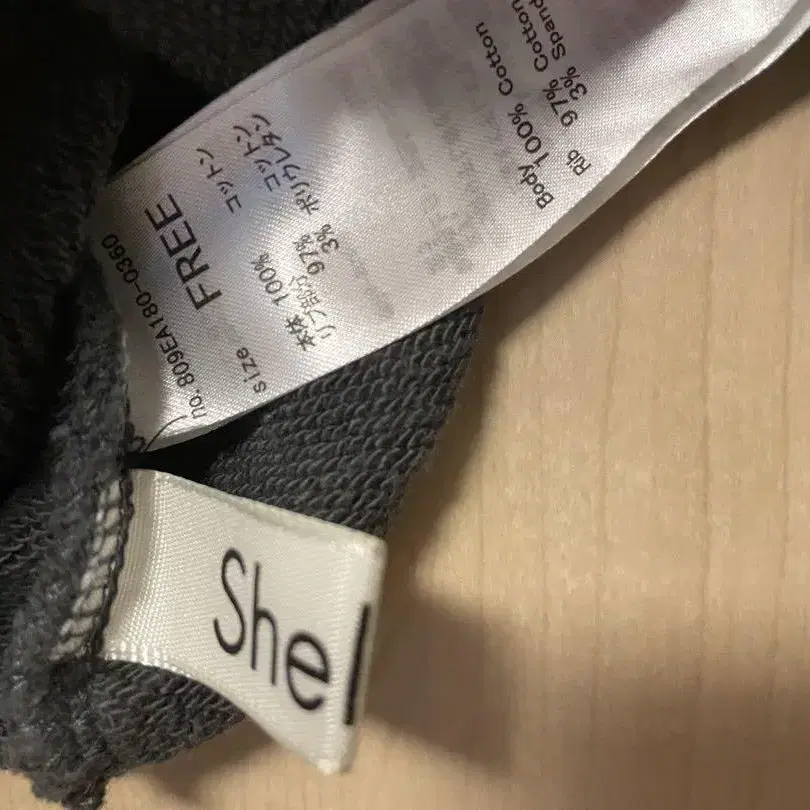 no.809EA180-0360
size FREE
本体 100% コットン
リブ部分 97% コットン
3% ポリウレタン
Body 100% Cotton
Rib 97% Cotton
3% Spand
Shel